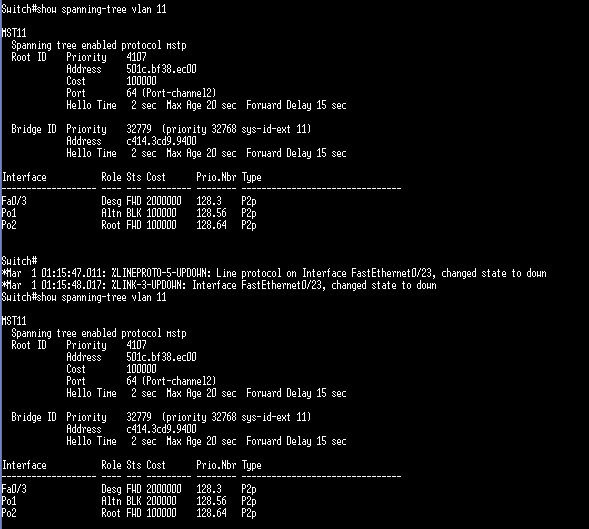 Switch#show spanning-tree vlan 11
MST11
Spanning tree enabled protocol mstp
Root ID Priority 4107
Address 501c.bf38.ec00
Cost 100000
Port 64 (Port-channel2)
Hello Time 2 sec Max Age 20 sec Forward Delay 15 sec
Bridge ID Priority 32779 (priority 32768 sys-id-ext 11)
Address c414.3cd9.9400
Hello Time 2 sec Max Age 20 sec Forward Delay 15 sec
Interface Role Sts Cost Prio.Nbr Type
------------------- ---- --- --------- -------- --------------------------------
Fa0/3 Desg FWD 2000000 128.3 P2p
Po1 Altn BLK 100000 128.56 P2p
Po2 Root FWD 100000 128.64 P2p
Switch#
*Mar 1 01:15:47.011: %LINEPROTO-5-UPDOWN: Line protocol on Interface FastEthernet0/23, changed state to down
*Mar 1 01:15:48.017: %LINK-3-UPDOWN: Interface FastEthernet0/23, changed state to down
Switch#show spanning-tree vlan 11
MST11
Spanning tree enabled protocol mstp
Root ID Priority 4107
Address 501c.bf38.ec00
Cost 100000
Port 64 (Port-channel2)
Hello Time 2 sec Max Age 20 sec Forward Delay 15 sec
Bridge ID Priority 32779 (priority 32768 sys-id-ext 11)
Address c414.3cd9.9400
Hello Time 2 sec Max Age 20 sec Forward Delay 15 sec
Interface Role Sts Cost Prio.Nbr Type
------------------- ---- --- --------- -------- --------------------------------
Fa0/3 Desg FWD 2000000 128.3 P2p
Po1 Altn BLK 200000 128.56 P2p
Po2 Root FWD 100000 128.64 P2p